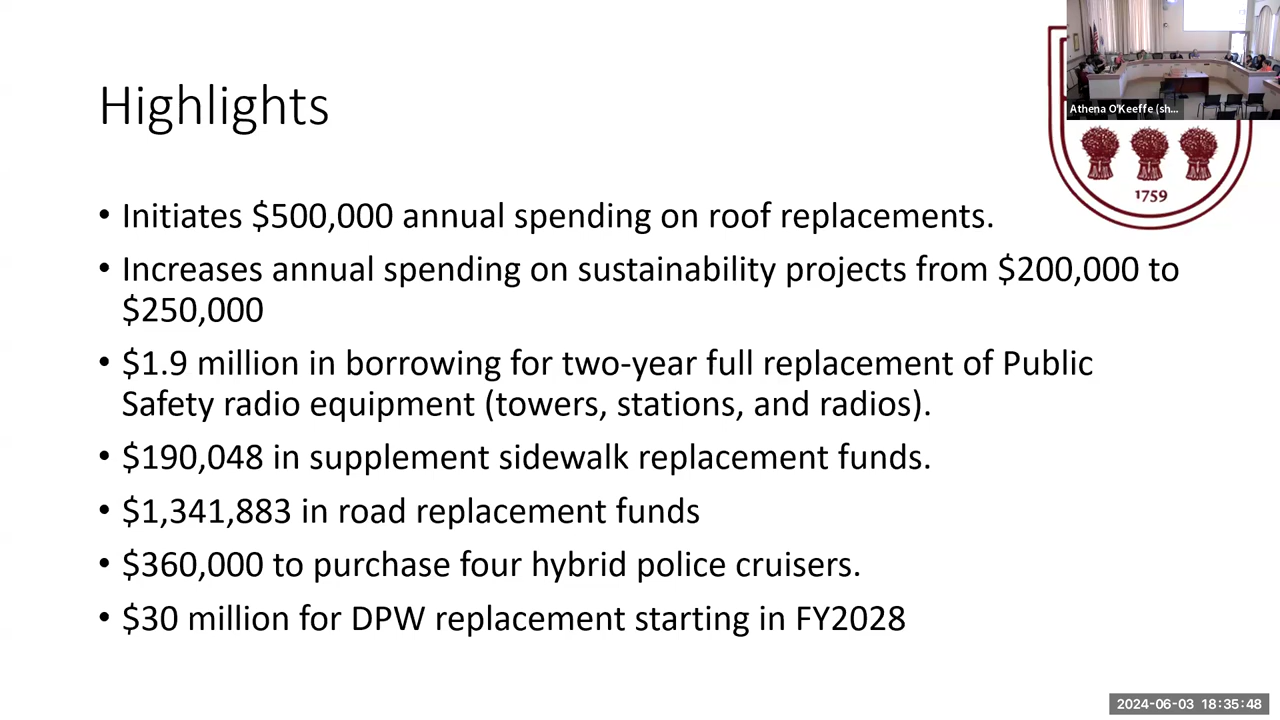 Highlights
Athena O'Keeffe (sh...
1759
• Initiates $500,000 annual spending on roof replacements.
• Increases annual spending on sustainability projects from $200,000 to
$250,000
• $1.9 million in borrowing for two-year full replacement of Public
Safety radio equipment (towers, stations, and radios).
• $190,048 in supplement sidewalk replacement funds.
• $1,341,883 in road replacement funds
• $360,000 to purchase four hybrid police cruisers.
• $30 million for DPW replacement starting in FY2028
2024-06-03 18:35:48